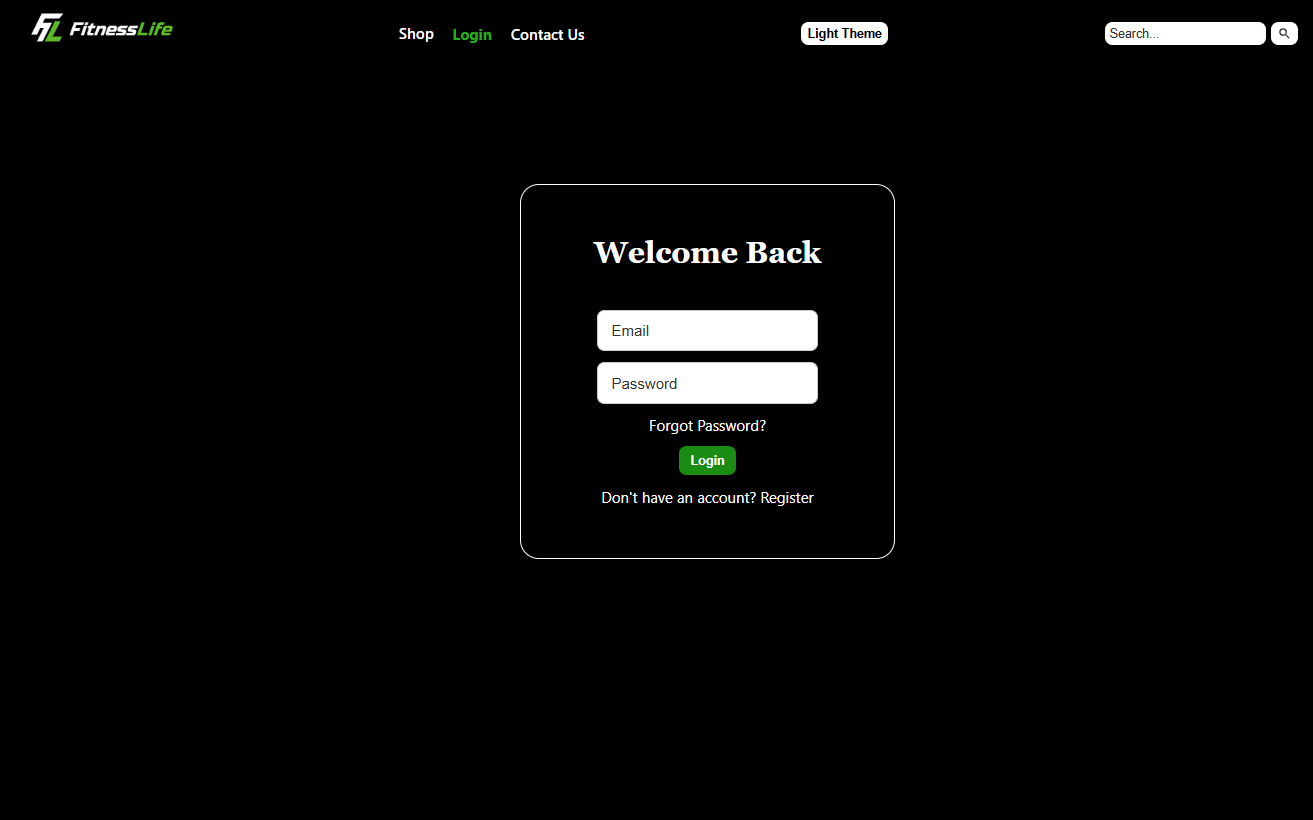 FL FitnessLife
Shop Login Contact Us Light Theme Search...
Welcome Back
Email
Password
Forgot Password?
Login
Don't have an account? Register